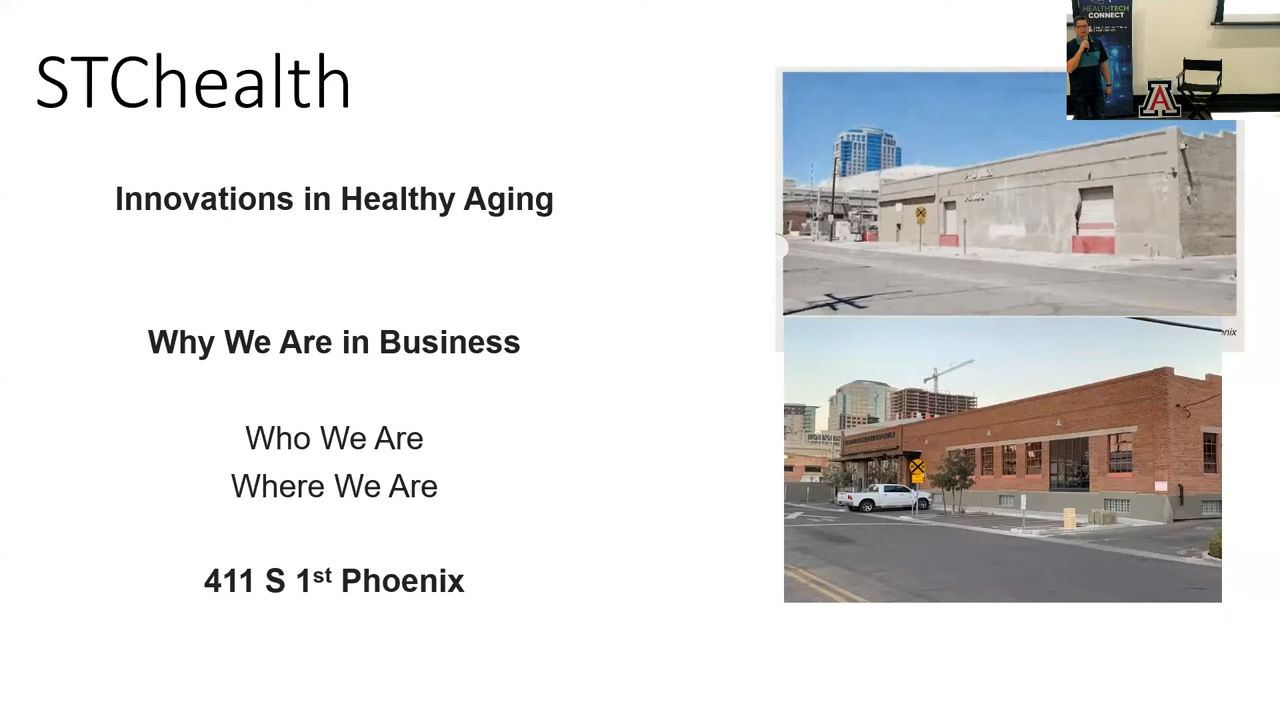 STChealth
HEALTHTECH
CONNECT
A
Innovations in Healthy Aging
Why We Are in Business
Who We Are
Where We Are
411 S 1st Phoenix